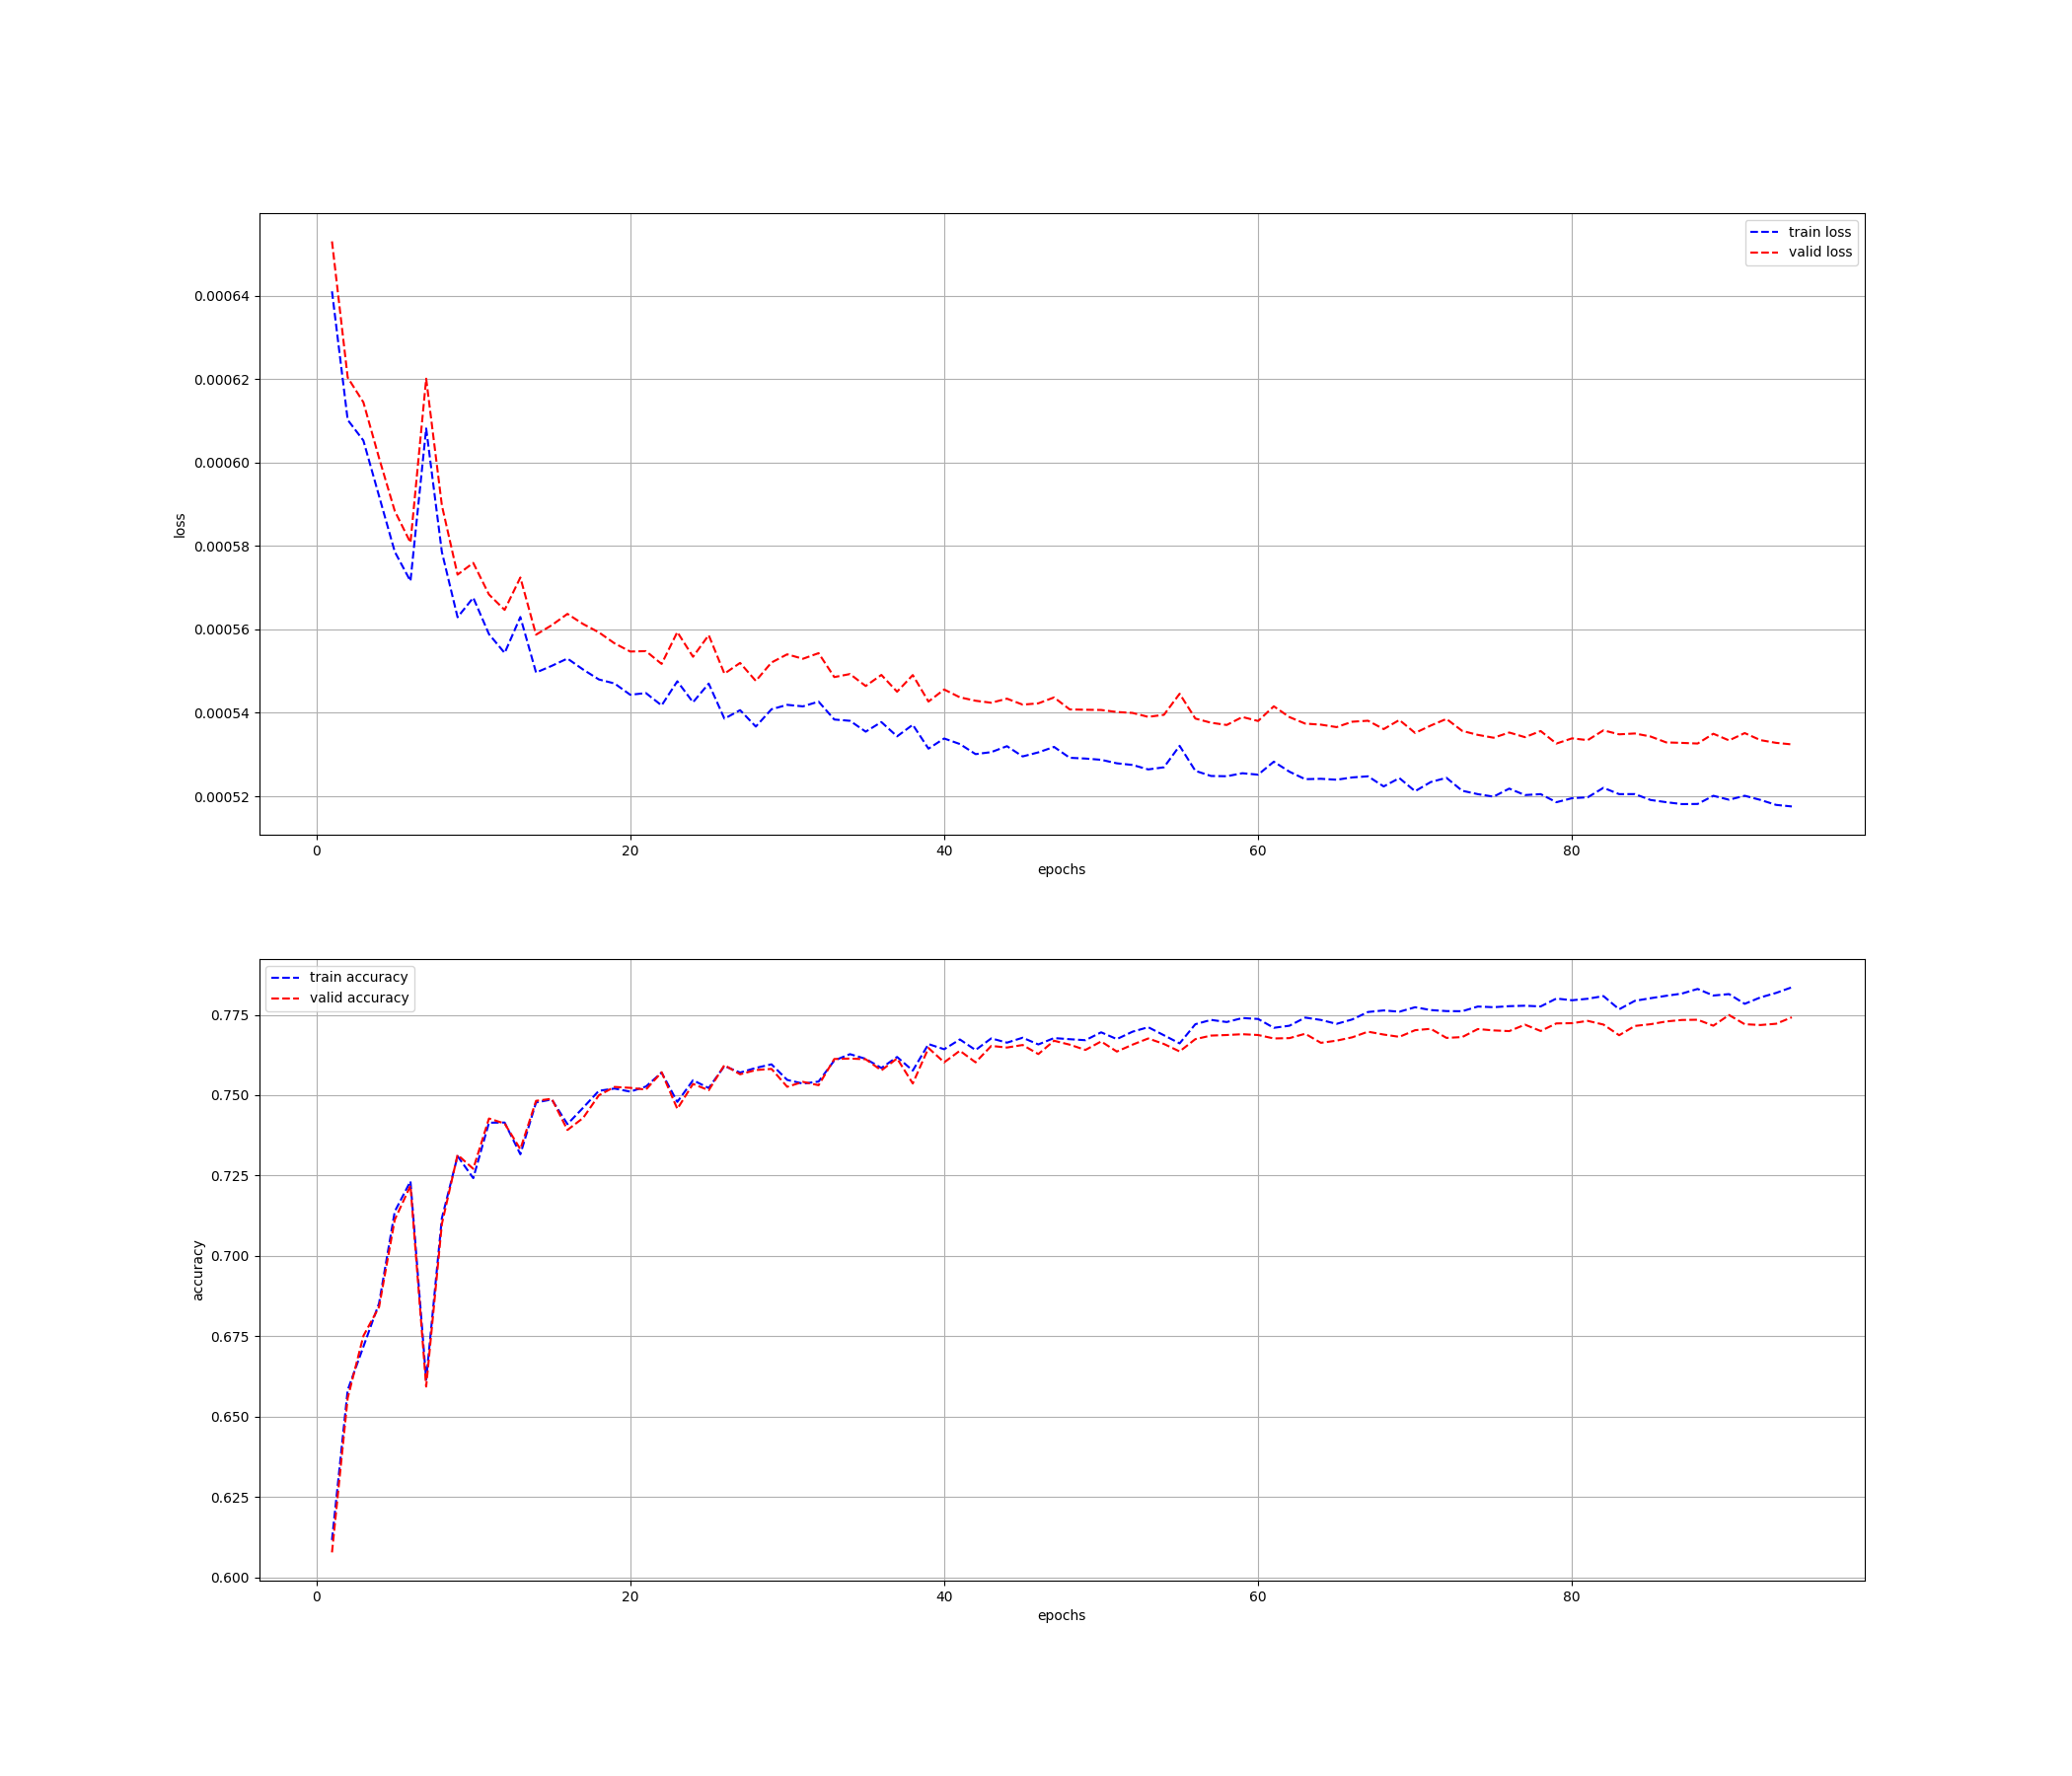 train loss
valid loss
0.00064
0.00062
0.00060
0.00058
0.00056
0.00054
0.00052
loss
0 20 40 60 80
epochs
train accuracy
valid accuracy
0.775
0.750
0.725
0.700
0.675
0.650
0.625
0.600
accuracy
0 20 40 60 80
epochs